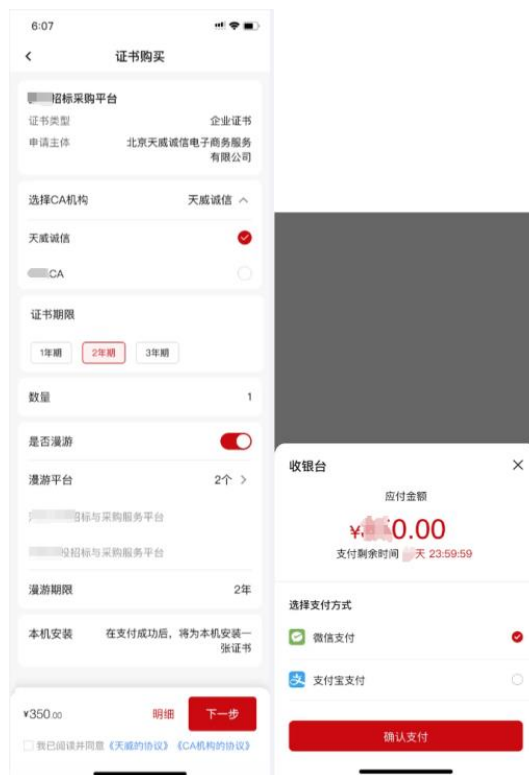 6:07
证书购买
招标采购平台
证书类型
企业证书
申请主体
北京天威诚信电子商务服务
有限公司
选择CA机构
天威诚信
天威诚信
CA
证书期限
1年期
2年期
3年期
数量
1
是否漫游
漫游平台
2个
招标与采购服务平台
投招标与采购服务平台
漫游期限
2年
本机安装
在支付成功后，将为本机安装一
张证书
¥350.00
明细
下一步
我已阅读并同意《天威的协议》《CA机构的协议》
收银台
应付金额
¥ 0.00
支付剩余时间 天 23:59:59
选择支付方式
微信支付
支付宝支付
确认支付